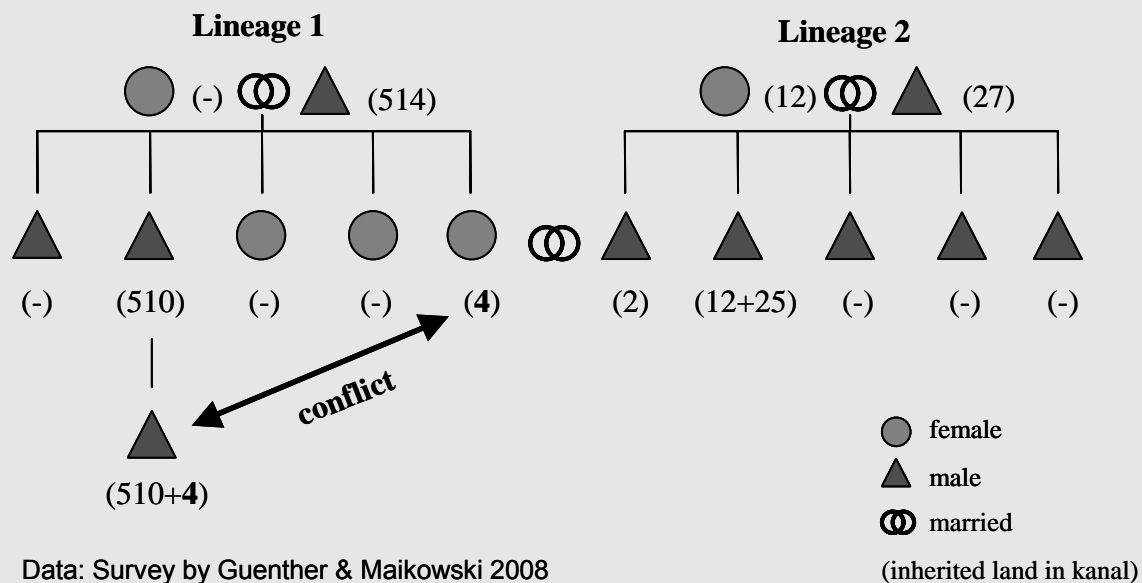 Lineage 1
Lineage 2
(-) (514)
(12) (27)
(-) (510) (-) (-) (4) (2) (12+25) (-) (-) (-)
conflict
(510+4)
female
male
married
(inherited land in kanal)
Data: Survey by Guenther & Maikowski 2008